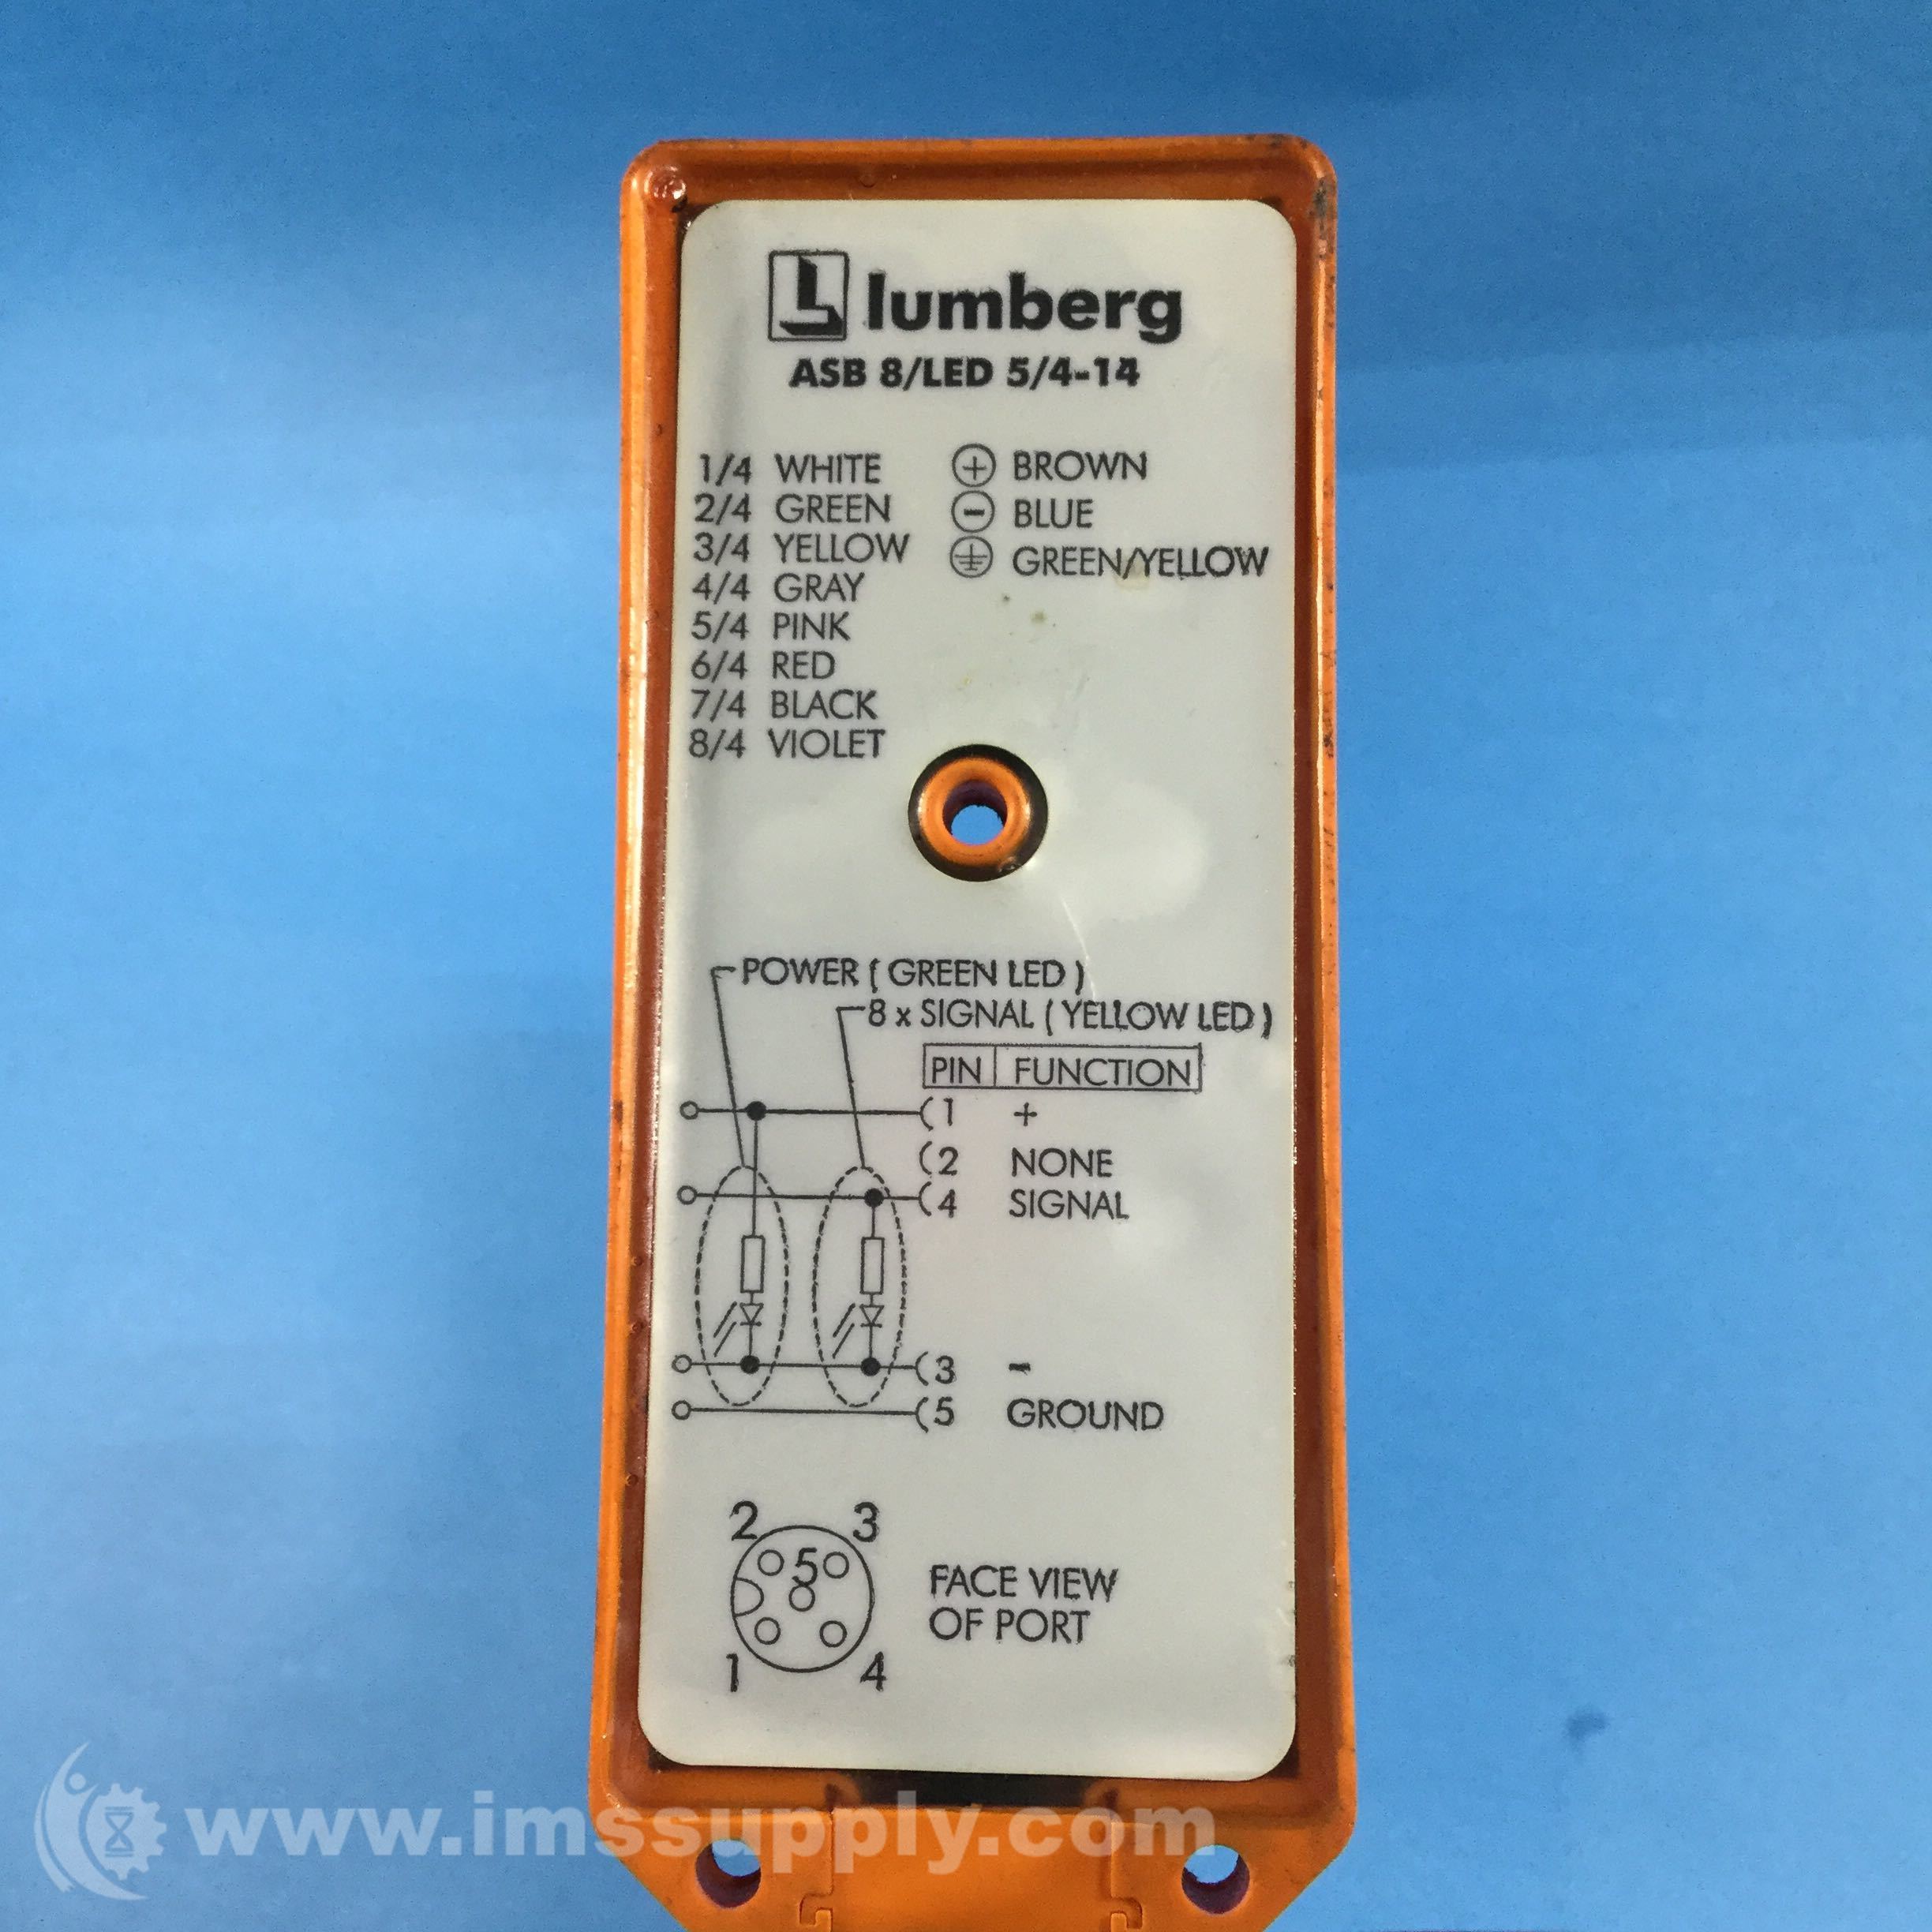 lumberg
ASB 8/LED 5/4-14
1/4 WHITE
2/4 GREEN
3/4 YELLOW
4/4 GRAY
5/4 PINK
6/4 RED
7/4 BLACK
8/4 VIOLET
+ BROWN
- BLUE
GREEN/YELLOW
POWER ( GREEN LED )
8 x SIGNAL ( YELLOW LED )
PIN FUNCTION
1 +
2 NONE
4 SIGNAL
3 -
5 GROUND
2 3
5
1 4
FACE VIEW
OF PORT
www.imssupply.com